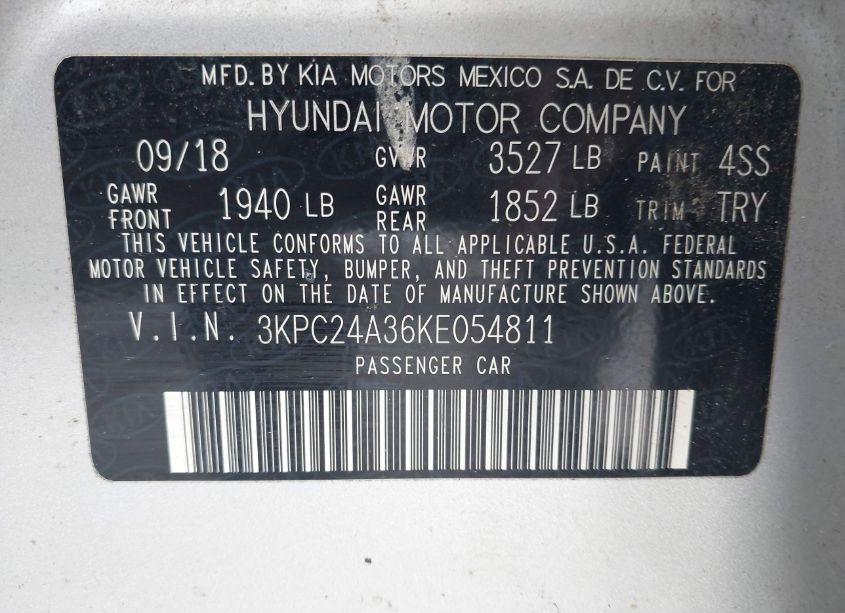 MFD. BY KIA MOTORS MEXICO S.A. DE C.V. FOR
HYUNDAI MOTOR COMPANY
09/18 GVWR 3527 LB PAINT 4SS
GAWR FRONT 1940 LB GAWR REAR 1852 LB TRIM TRY
THIS VEHICLE CONFORMS TO ALL APPLICABLE U.S.A. FEDERAL
MOTOR VEHICLE SAFETY, BUMPER, AND THEFT PREVENTION STANDARDS
IN EFFECT ON THE DATE OF MANUFACTURE SHOWN ABOVE.
V.I.N. 3KPC24A36KE054811
PASSENGER CAR